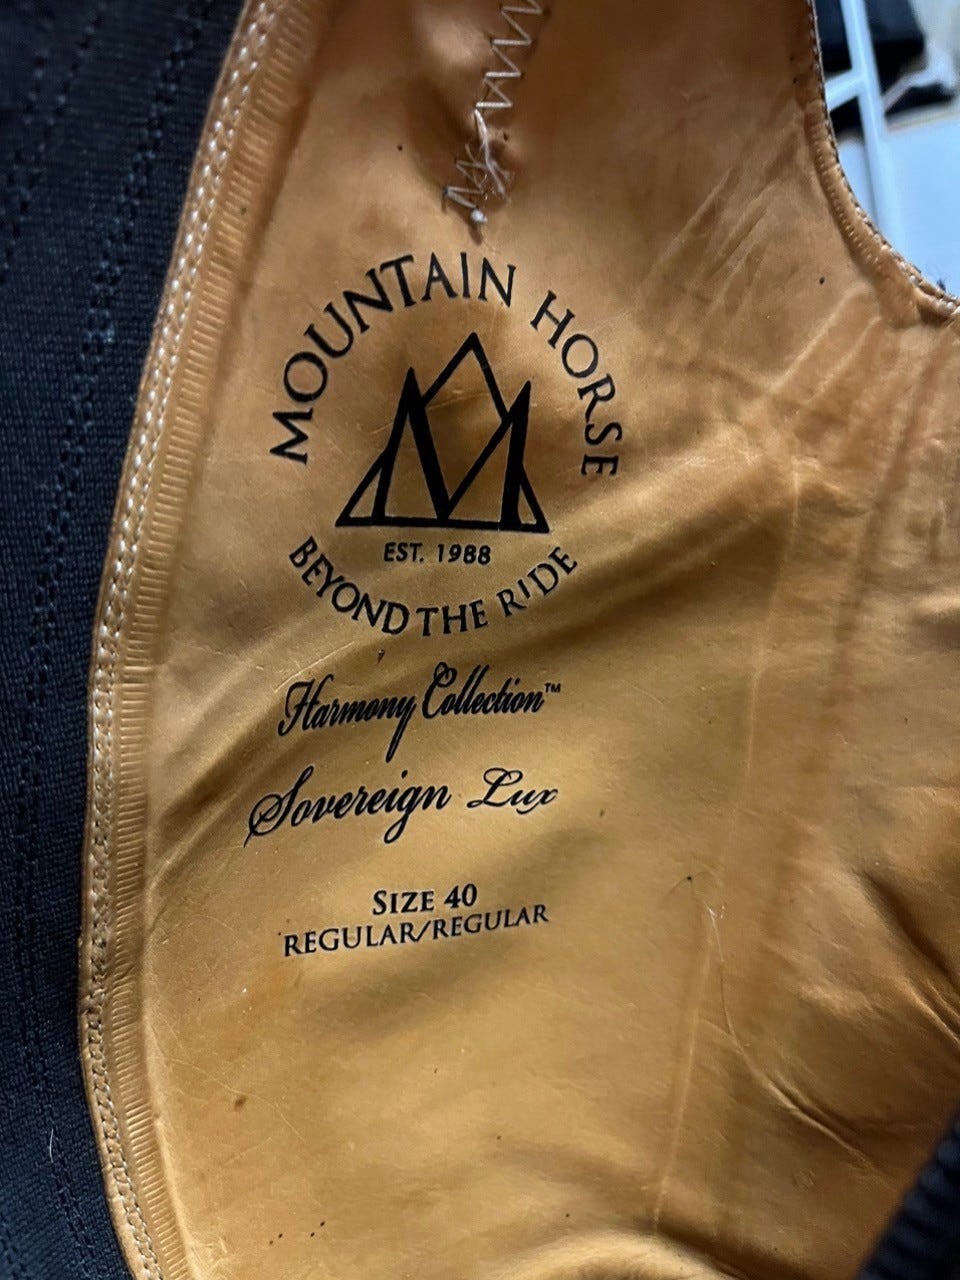 MOUNTAIN HORSE
EST. 1988
BEYOND THE RIDE
Harmony Collection™
Sovereign Lux
SIZE 40
REGULAR/REGULAR